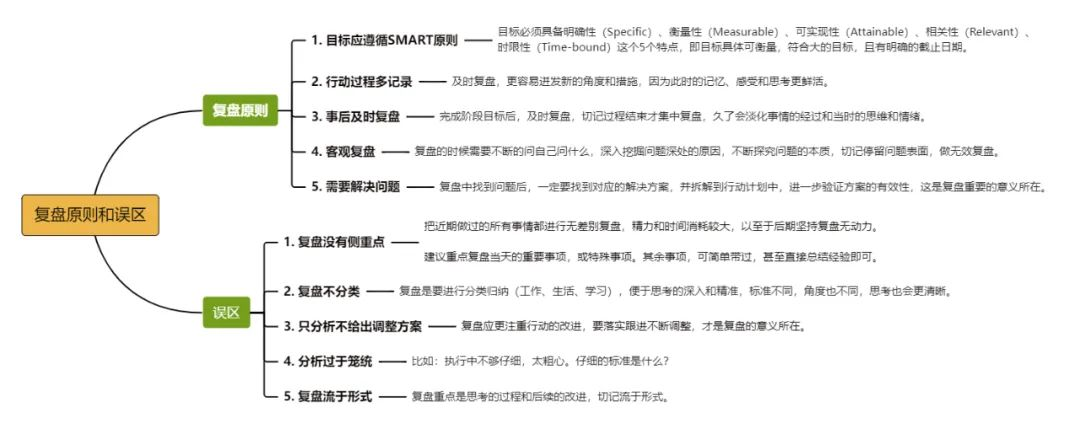 复盘原则和误区
复盘原则
1. 目标应遵循SMART原则
目标必须具备明确性（Specific）、衡量性（Measurable）、可实现性（Attainable）、相关性（Relevant）、
时限性（Time-bound）这个5个特点，即目标具体可衡量，符合大的目标，且有明确的截止日期。
2. 行动过程多记录
及时复盘，更容易迸发新的角度和措施，因为此时的记忆、感受和思考更鲜活。
3. 事后及时复盘
完成阶段目标后，及时复盘，切记过程结束才集中复盘，久了会淡化事情的经过和当时的思维和情绪。
4. 客观复盘
复盘的时候需要不断的问自己问什么，深入挖掘问题深处的原因，不断探究问题的本质，切记停留问题表面，做无效复盘。
5. 需要解决问题
复盘中找到问题后，一定要找到对应的解决方案，并拆解到行动计划中，进一步验证方案的有效性，这是复盘重要的意义所在。
误区
1. 复盘没有侧重点
把近期做过的所有事情都进行无差别复盘，精力和时间消耗较大，以至于后期坚持复盘无动力。
建议重点复盘当天的重要事项，或特殊事项。其余事项，可简单带过，甚至直接总结经验即可。
2. 复盘不分类
复盘是要进行分类归纳（工作、生活、学习），便于思考的深入和精准，标准不同，角度也不同，思考也会更清晰。
3. 只分析不给出调整方案
复盘应更注重行动的改进，要落实跟进不断调整，才是复盘的意义所在。
4. 分析过于笼统
比如：执行中不够仔细，太粗心。仔细的标准是什么？
5. 复盘流于形式
复盘重点是思考的过程和后续的改进，切记流于形式。